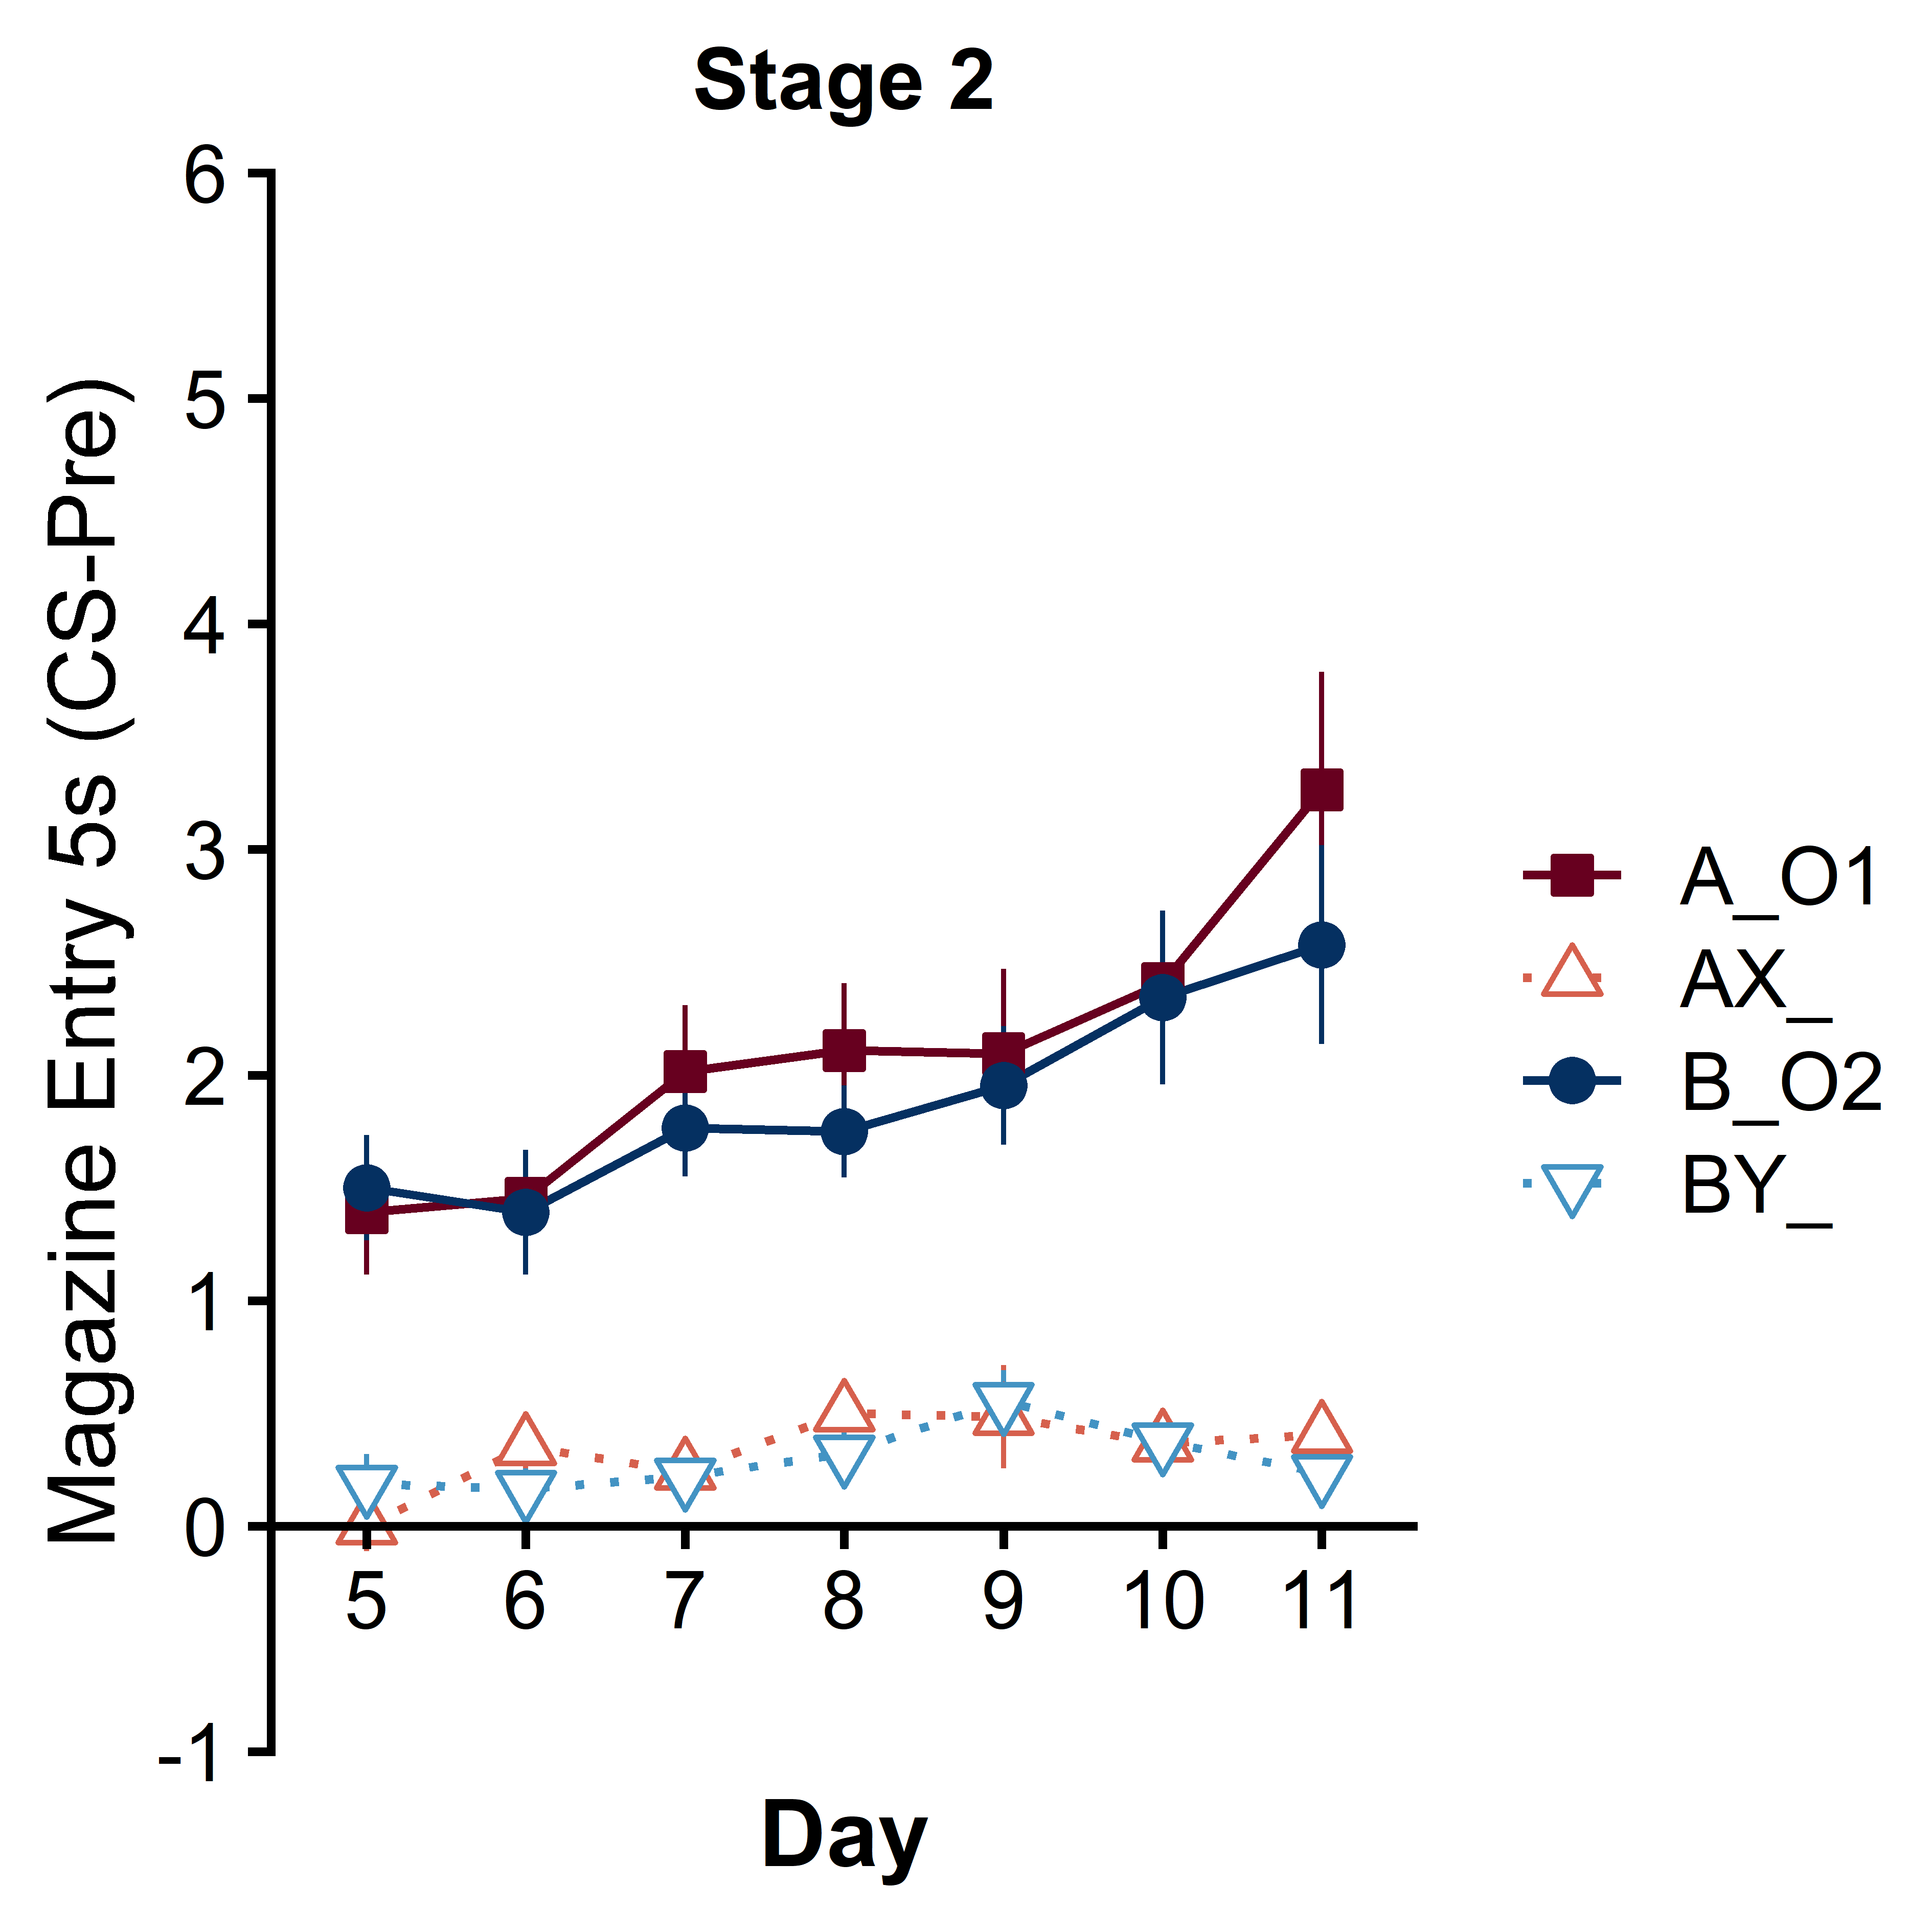 Stage 2
Magazine Entry 5s (CS-Pre)
6
5
4
3
2
1
0
-1
5 6 7 8 9 10 11
Day
A_O1
AX_
B_O2
BY_